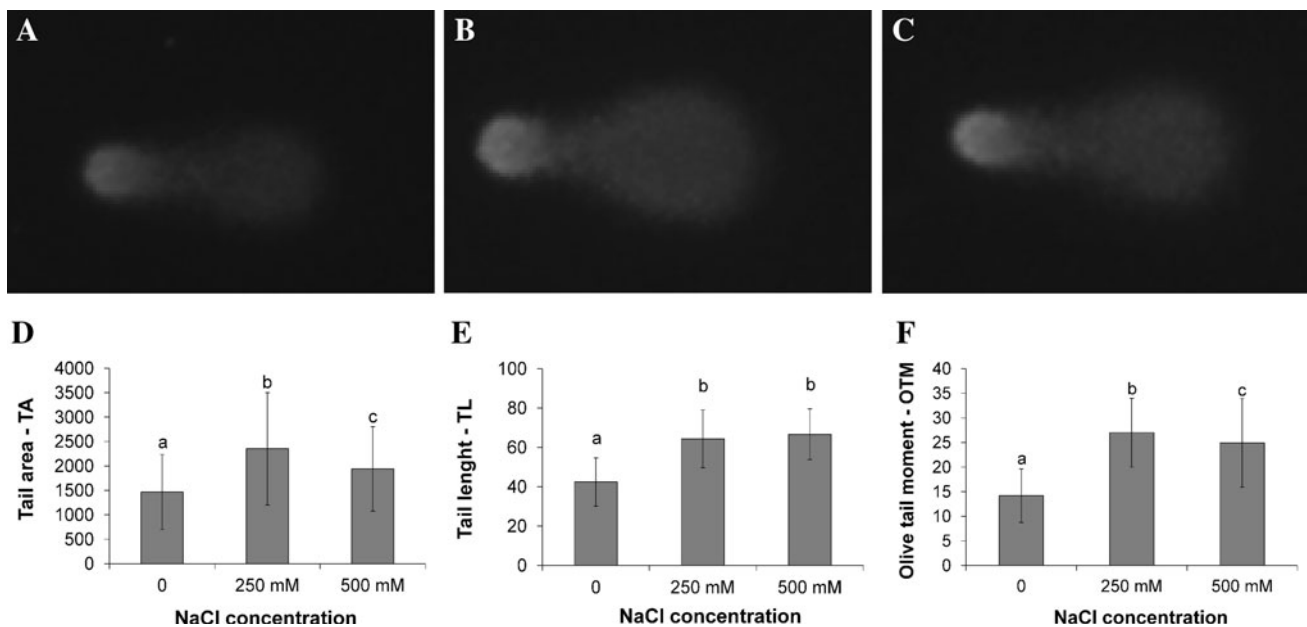 A
B
C
D
Tail area - TA
4000
3500
3000
2500
2000
1500
1000
500
0
a
b
c
0
250 mM
500 mM
NaCl concentration
E
Tail lenght - TL
100
80
60
40
20
0
a
b
b
0
250 mM
500 mM
NaCl concentration
F
Olive tail moment - OTM
40
35
30
25
20
15
10
5
0
a
b
c
0
250 mM
500 mM
NaCl concentration